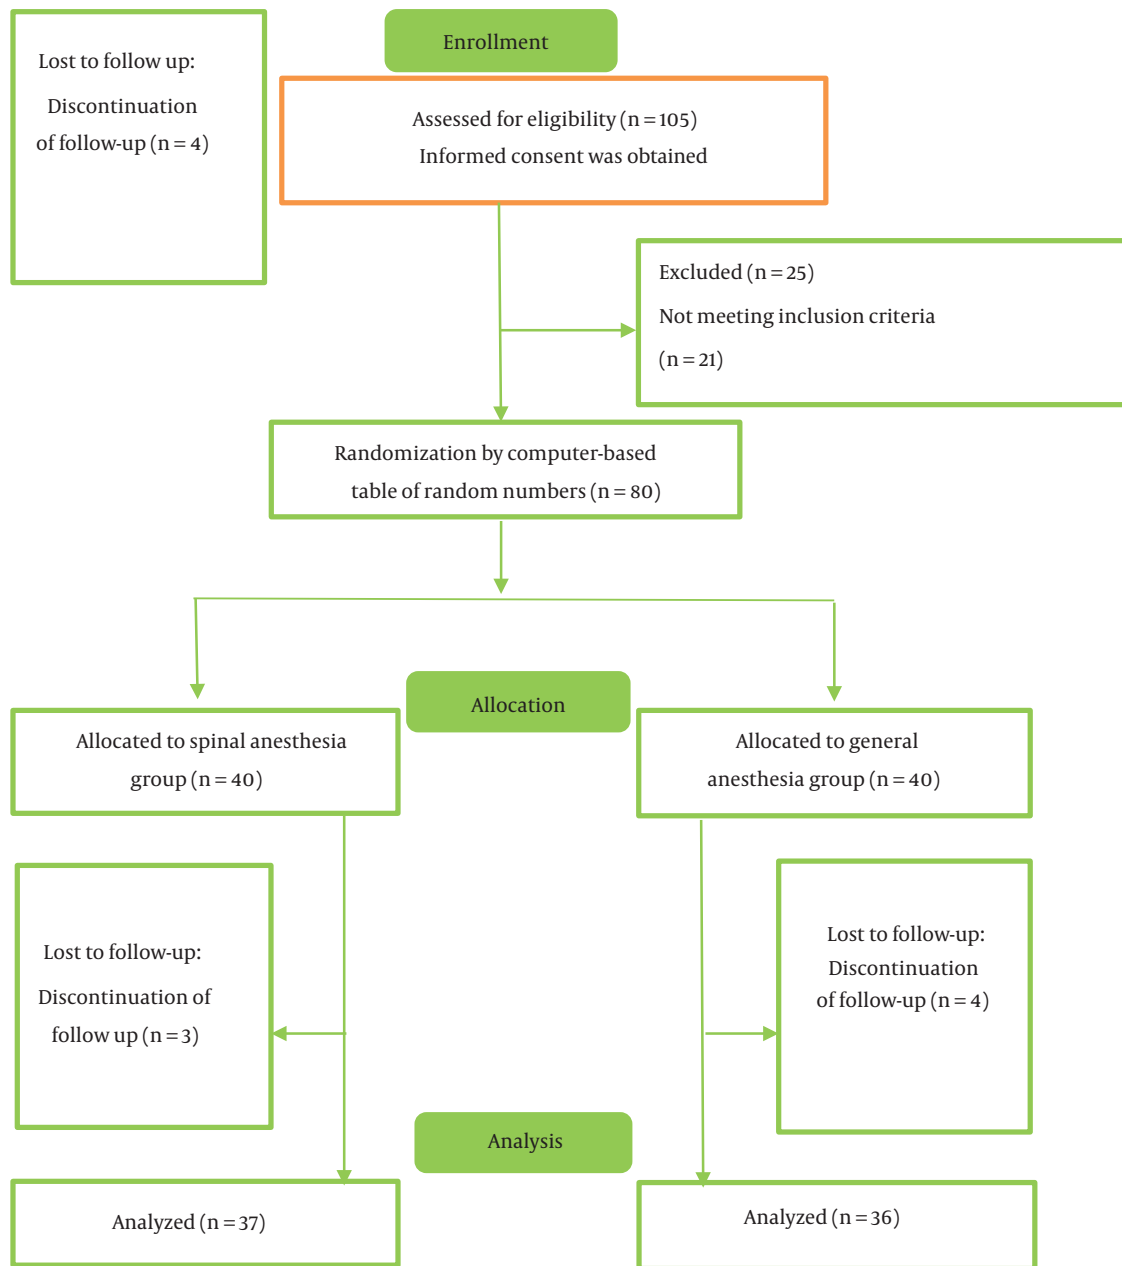 Lost to follow up:
Discontinuation
of follow-up (n = 4)
Enrollment
Assessed for eligibility (n = 105)
Informed consent was obtained
Excluded (n = 25)
Not meeting inclusion criteria
(n = 21)
Randomization by computer-based
table of random numbers (n = 80)
Allocation
Allocated to spinal anesthesia
group (n = 40)
Allocated to general
anesthesia group (n = 40)
Lost to follow-up:
Discontinuation of
follow up (n = 3)
Lost to follow-up:
Discontinuation
of follow-up (n = 4)
Analysis
Analyzed (n = 37)
Analyzed (n = 36)